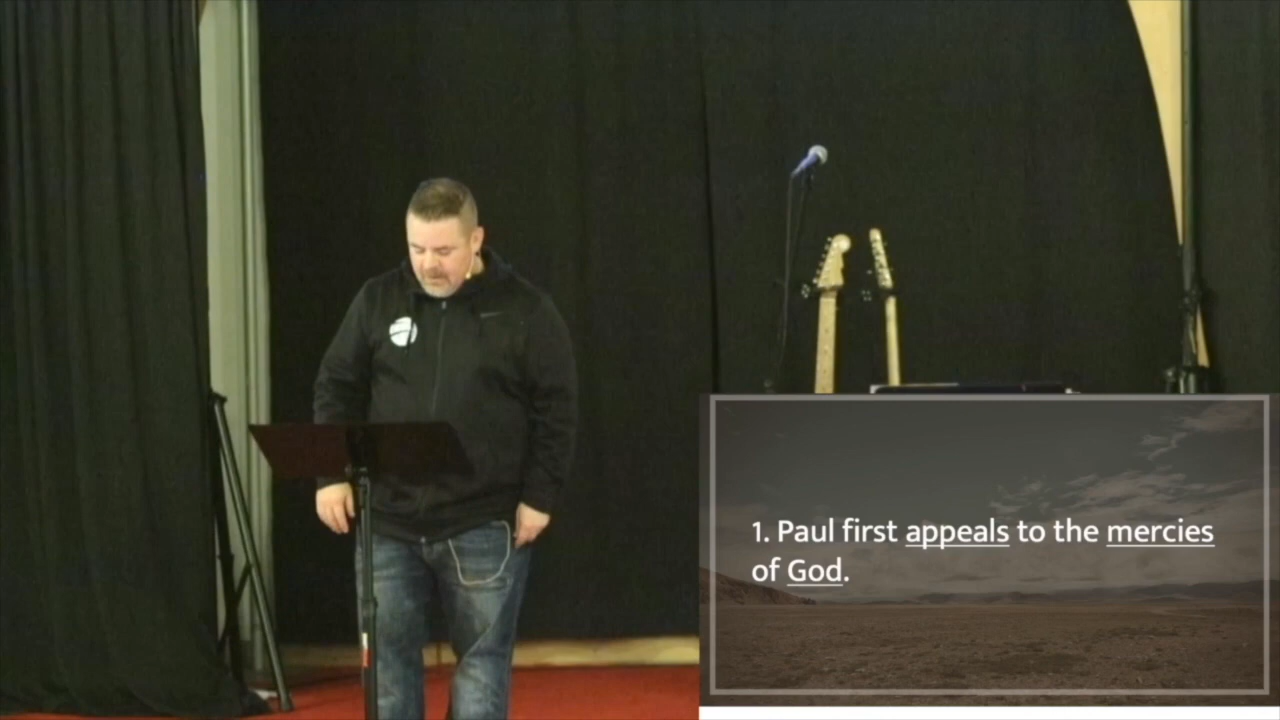 1. Paul first appeals to the mercies
of God.